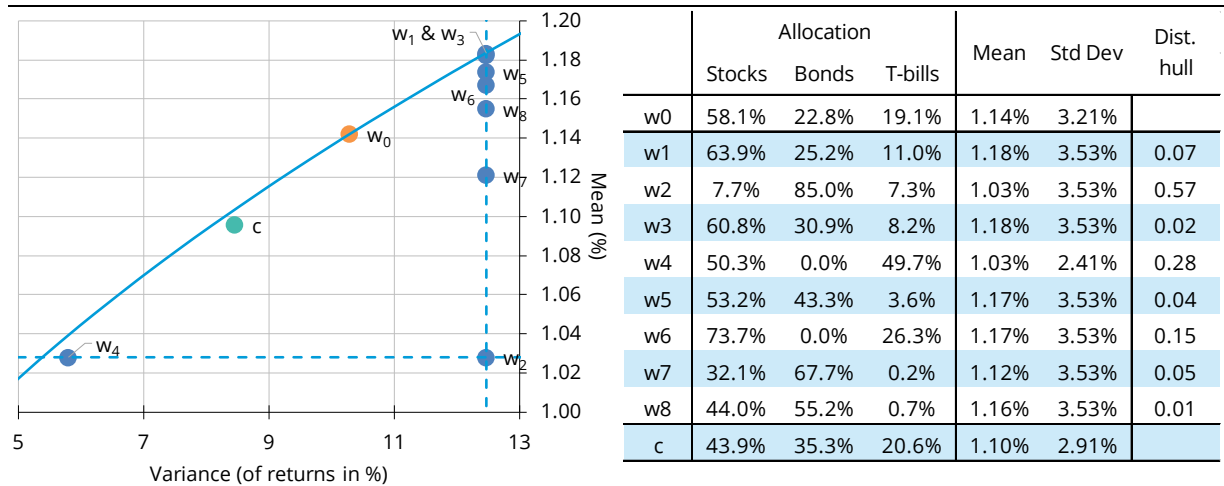 1.20
w1 & w3
1.18
w5
w6
1.16
w8
w0
1.14
w7
1.12
Mean (%)
1.10
c
1.08
1.06
w4
1.04
w2
1.02
1.00
5 7 9 11 13
Variance (of returns in %)
Allocation Mean Std Dev Dist. hull
Stocks Bonds T-bills
w0 58.1% 22.8% 19.1% 1.14% 3.21%
w1 63.9% 25.2% 11.0% 1.18% 3.53% 0.07
w2 7.7% 85.0% 7.3% 1.03% 3.53% 0.57
w3 60.8% 30.9% 8.2% 1.18% 3.53% 0.02
w4 50.3% 0.0% 49.7% 1.03% 2.41% 0.28
w5 53.2% 43.3% 3.6% 1.17% 3.53% 0.04
w6 73.7% 0.0% 26.3% 1.17% 3.53% 0.15
w7 32.1% 67.7% 0.2% 1.12% 3.53% 0.05
w8 44.0% 55.2% 0.7% 1.16% 3.53% 0.01
c 43.9% 35.3% 20.6% 1.10% 2.91%